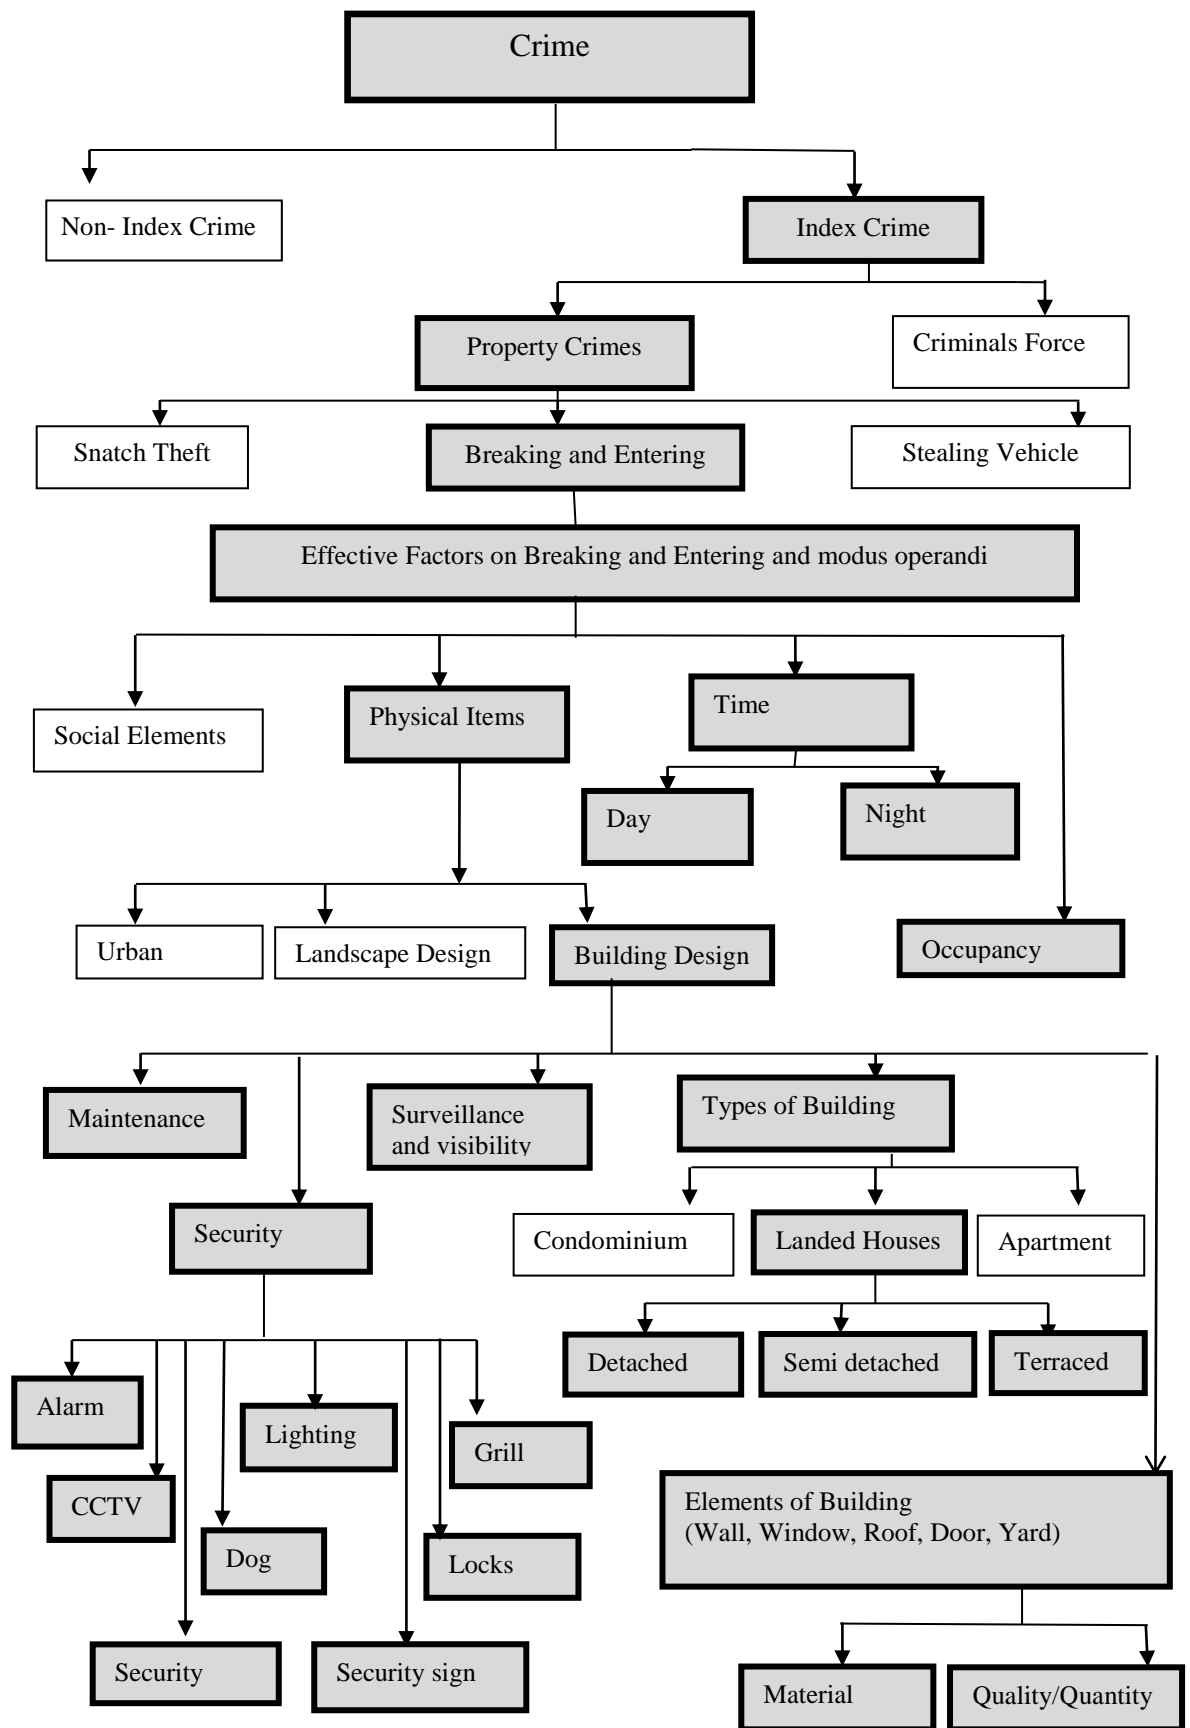 Crime
Non- Index Crime
Index Crime
Property Crimes
Criminals Force
Snatch Theft
Breaking and Entering
Stealing Vehicle
Effective Factors on Breaking and Entering and modus operandi
Social Elements
Physical Items
Time
Day
Night
Urban
Landscape Design
Building Design
Occupancy
Maintenance
Surveillance
and visibility
Types of Building
Security
Condominium
Landed Houses
Apartment
Detached
Semi detached
Terraced
Alarm
Lighting
Grill
CCTV
Dog
Locks
Elements of Building
(Wall, Window, Roof, Door, Yard)
Security
Security sign
Material
Quality/Quantity